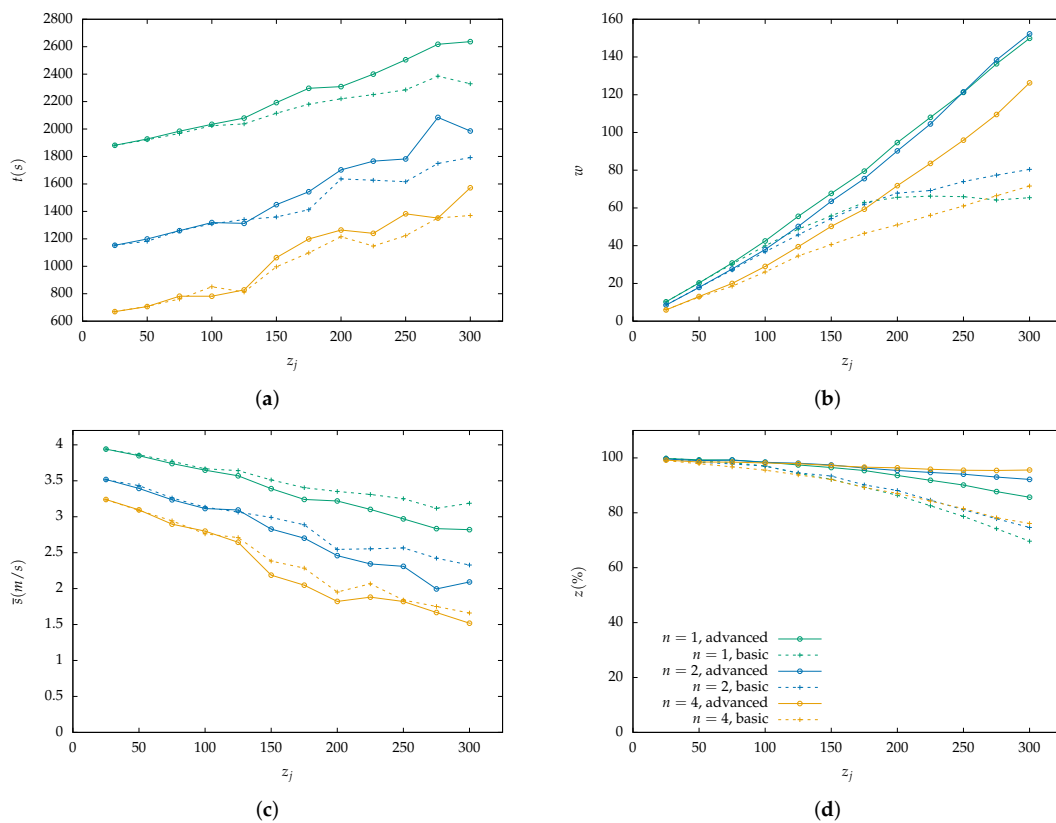 2800
2600
2400
2200
2000
1800
1600
1400
1200
1000
800
600
t(s)
0 50 100 150 200 250 300
z_j
(a)
160
140
120
100
80
60
40
20
0
w
0 50 100 150 200 250 300
z_j
(b)
4
3.5
3
2.5
2
1.5
1
0.5
0
s̄(m/s)
0 50 100 150 200 250 300
z_j
(c)
100
80
60
40
20
0
z(%)
n = 1, advanced
n = 1, basic
n = 2, advanced
n = 2, basic
n = 4, advanced
n = 4, basic
0 50 100 150 200 250 300
z_j
(d)